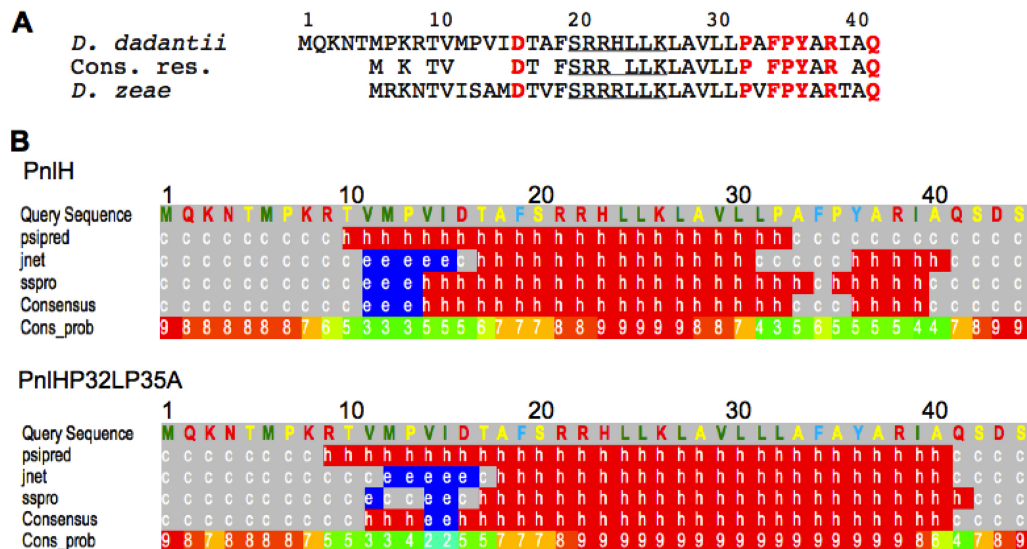 A
1 10 20 30 40
D. dadantii MQKNTMPKRTVMPVIDTAFSRRHLLKLAVLLPAFPYARIAQ
Cons. res. M K TV D T FSRR LLKLAVLLP FPYAR AQ
D. zeae MRKNTVISAMDTVFSRRRLLKLAVLLPVFPYARTAQ
B
PnlH
1 10 20 30 40
Query Sequence M Q K N T M P K R T V M P V I D T A F S R R H L L K L A V L L P A F P Y A R I A Q S D S
psipred c c c c c c c c c h h h h h h h h h h h h h h h h h h h h h h h c c c c c c c c c c c c
jnet c c c c c c c c c c e e e e e c h h h h h h h h h h h h h h c c c c c h h h h h c c c c
sspro c c c c c c c c c c e e e h h h h h h h h h h h h h h h h h h h h c h h h h h c c c c c
Consensus c c c c c c c c c c e e e h h h h h h h h h h h h h h h h h h h c c c h h h h c c c c c
Cons_prob 9 8 8 8 8 8 8 7 6 5 3 3 3 5 5 5 6 7 7 7 8 8 9 9 9 9 9 8 8 7 4 3 5 6 5 5 5 5 4 4 7 8 9 9
PnlHP32LP35A
1 10 20 30 40
Query Sequence M Q K N T M P K R T V M P V I D T A F S R R H L L K L A V L L L A F A Y A R I A Q S D S
psipred c c c c c c c c h h h h h h h h h h h h h h h h h h h h h h h h h h h h h h h h c c c c
jnet c c c c c c c c c c c e e e e e c h h h h h h h h h h h h h h h h h h h h h h h c c c c
sspro c c c c c c c c c c e c c e e c h h h h h h h h h h h h h h h h h h h h h h h h h c c c
Consensus c c c c c c c c c c h h h e e h h h h h h h h h h h h h h h h h h h h h h h h h c c c c
Cons_prob 9 8 7 8 8 8 8 7 5 5 3 3 4 2 2 5 5 7 7 7 8 9 9 9 9 9 9 9 9 9 9 9 9 9 9 9 9 9 8 6 4 7 8 9